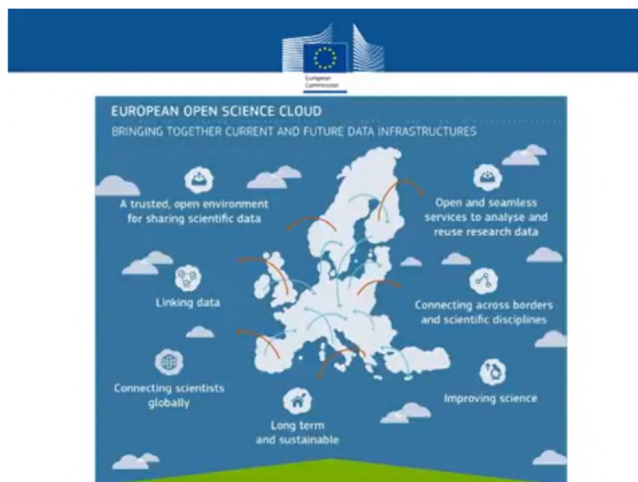 European
Commission
EUROPEAN OPEN SCIENCE CLOUD
BRINGING TOGETHER CURRENT AND FUTURE DATA INFRASTRUCTURES
A trusted, open environment
for sharing scientific data
Open and seamless
services to analyse and
reuse research data
Linking data
Connecting across borders
and scientific disciplines
Connecting scientists
globally
Long term
and sustainable
Improving science